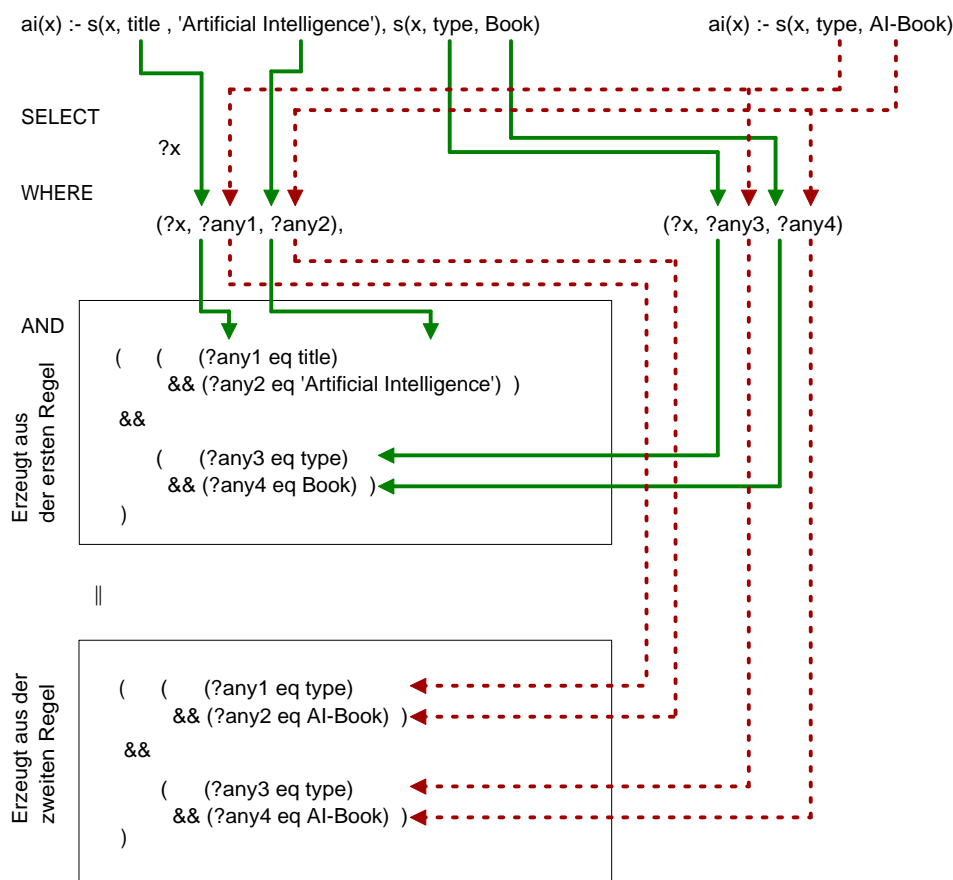 ai(x) :- s(x, title , 'Artificial Intelligence'), s(x, type, Book)
ai(x) :- s(x, type, AI-Book)
SELECT
?x
WHERE
(?x, ?any1, ?any2),
(?x, ?any3, ?any4)
AND
Erzeugt aus
der ersten Regel
( ( (?any1 eq title)
&& (?any2 eq 'Artificial Intelligence') )
&&
( (?any3 eq type)
&& (?any4 eq Book) )
)
||
Erzeugt aus der
zweiten Regel
( ( (?any1 eq type)
&& (?any2 eq AI-Book) )
&&
( (?any3 eq type)
&& (?any4 eq AI-Book) )
)